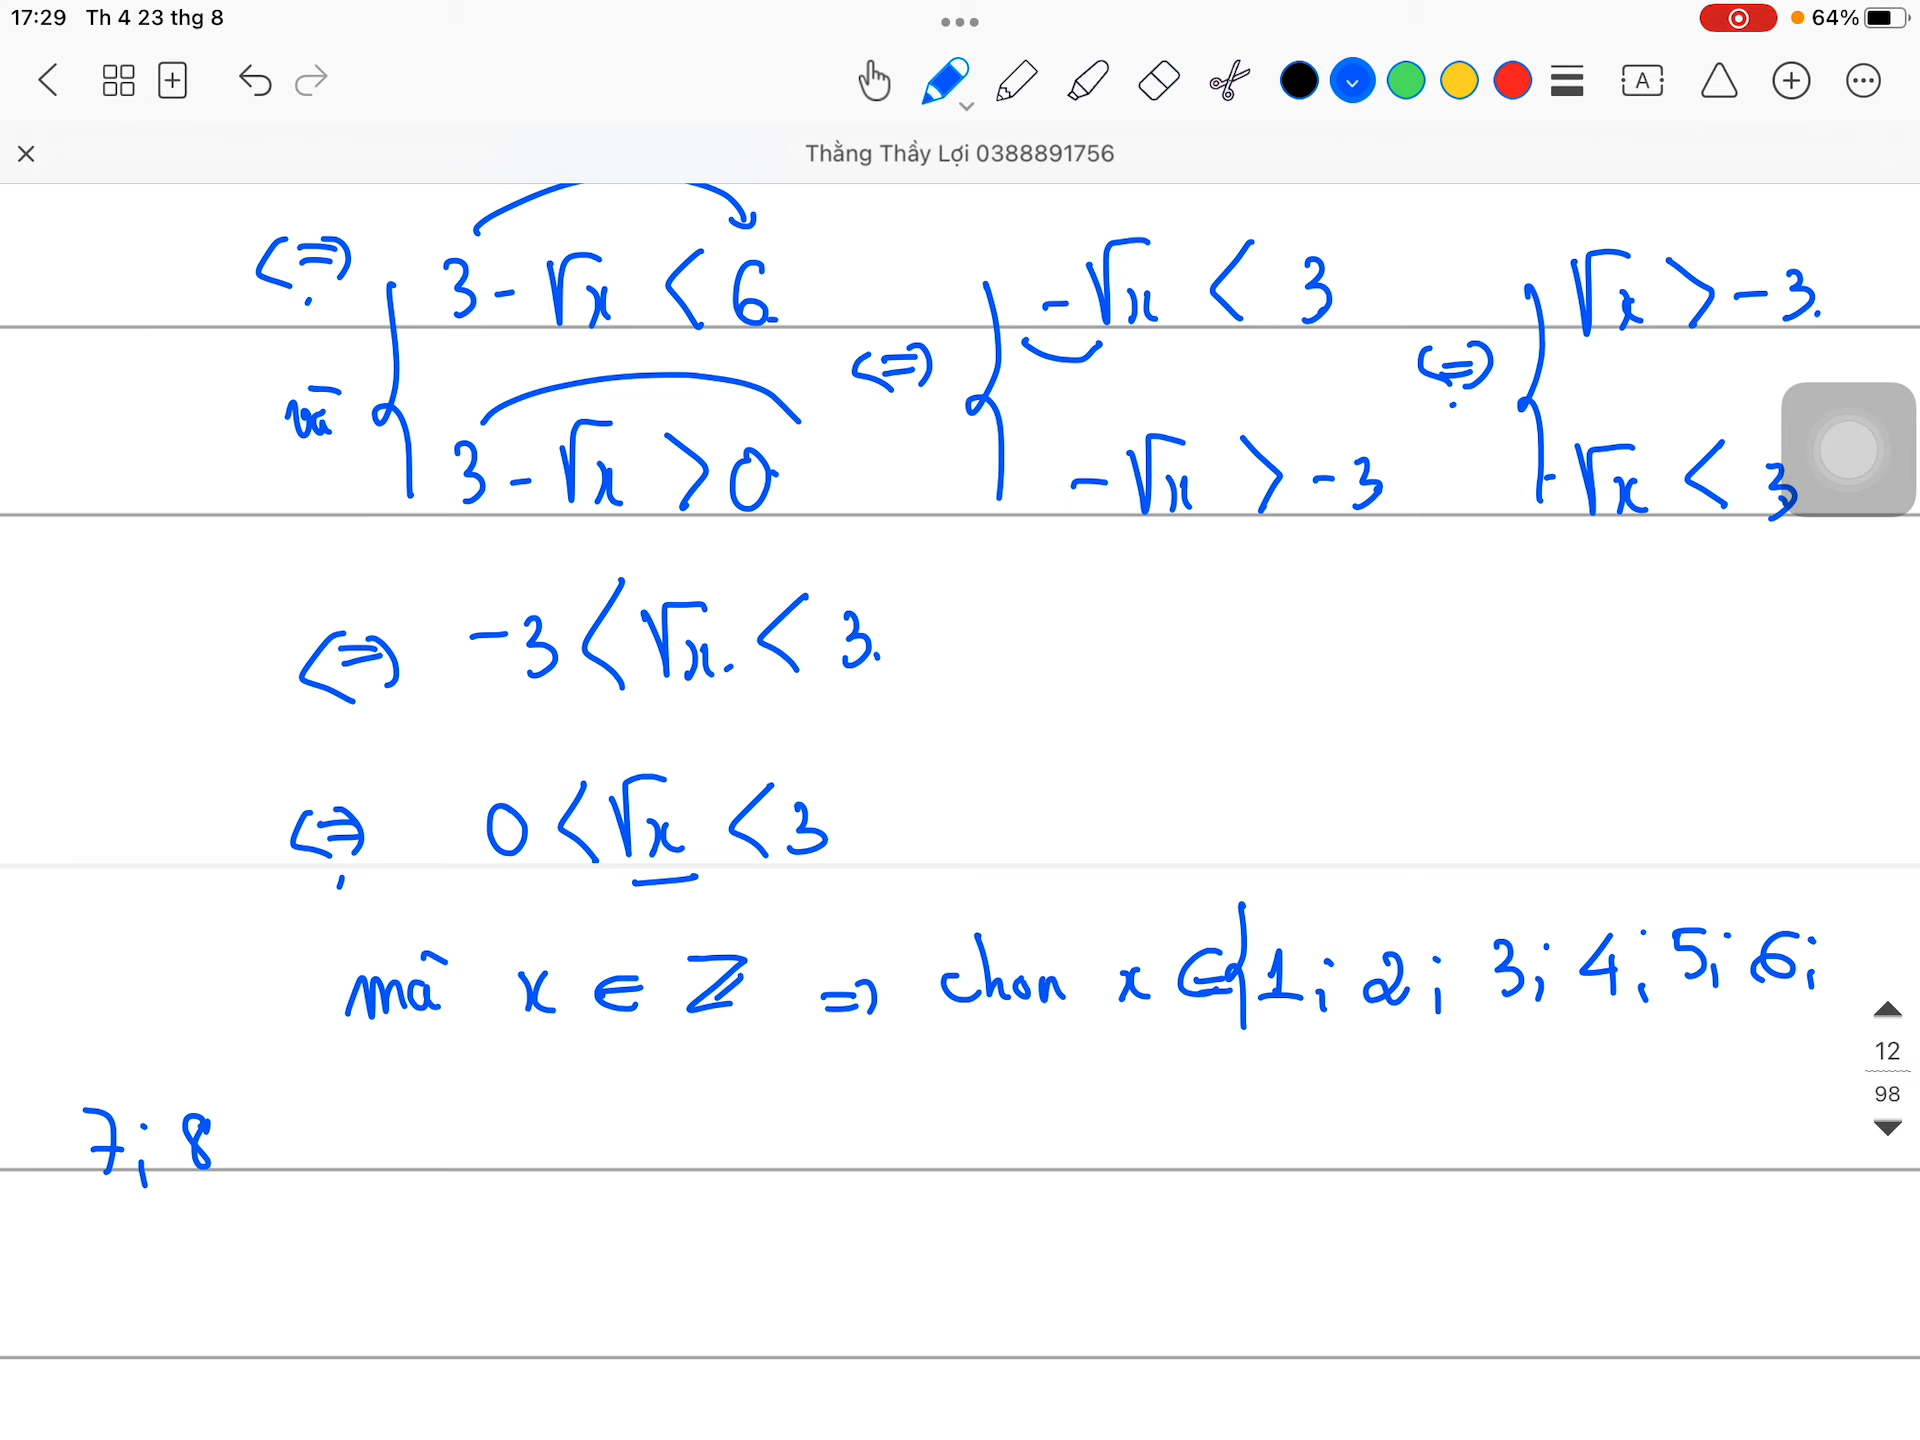 17:29 Th 4 23 thg 8 64%
A
Thằng Thầy Lợi 0388891756
<=> { 3 - √x < 6
và 3 - √x > 0
<=> { -√x < 3
-√x > -3
<=> { √x > -3.
√x < 3
<=> -3 < √x. < 3.
<=> 0 < √x < 3
mà x ∈ Z => chon x ∈ { 1; 2; 3; 4; 5; 6;
7; 8
12
98